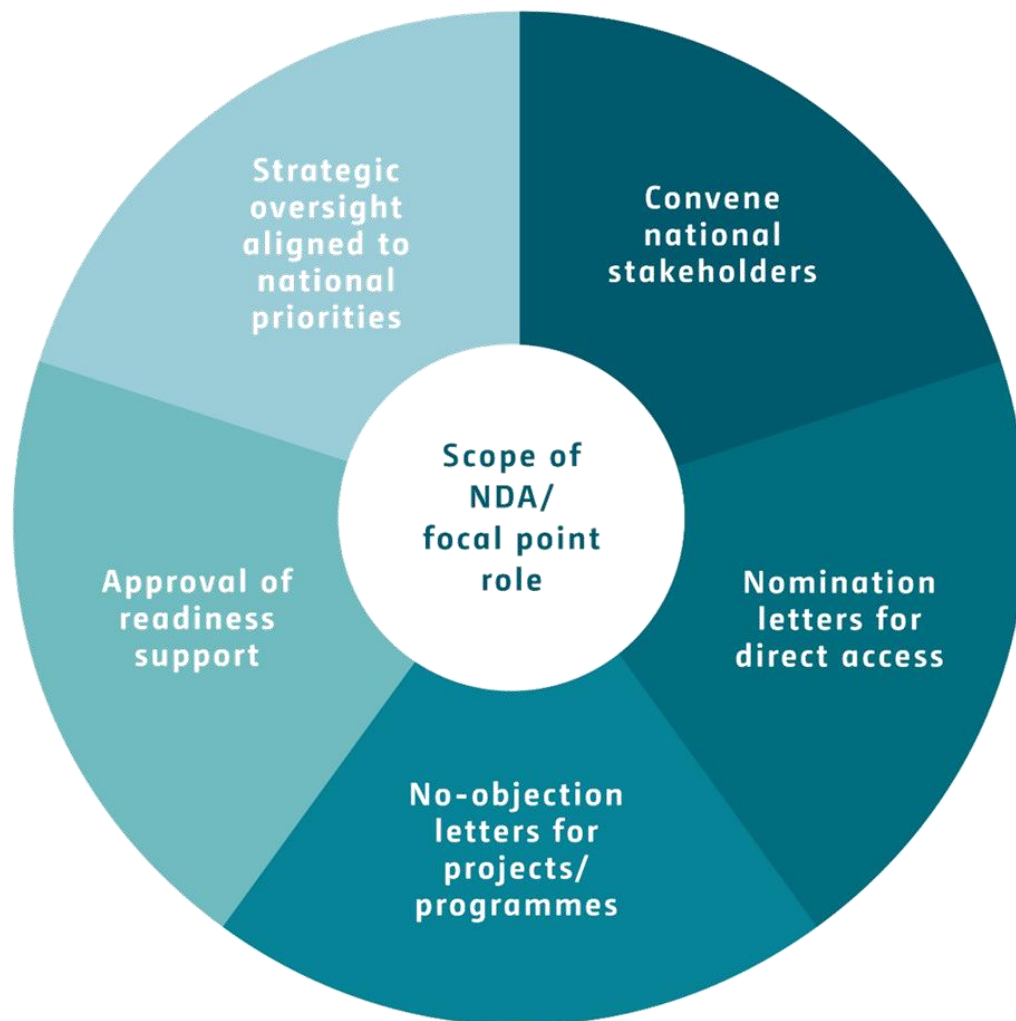 Strategic
oversight
aligned to
national
priorities
Convene
national
stakeholders
Scope of
NDA/
focal point
role
Approval of
readiness
support
Nomination
letters for
direct access
No-objection
letters for
projects/
programmes